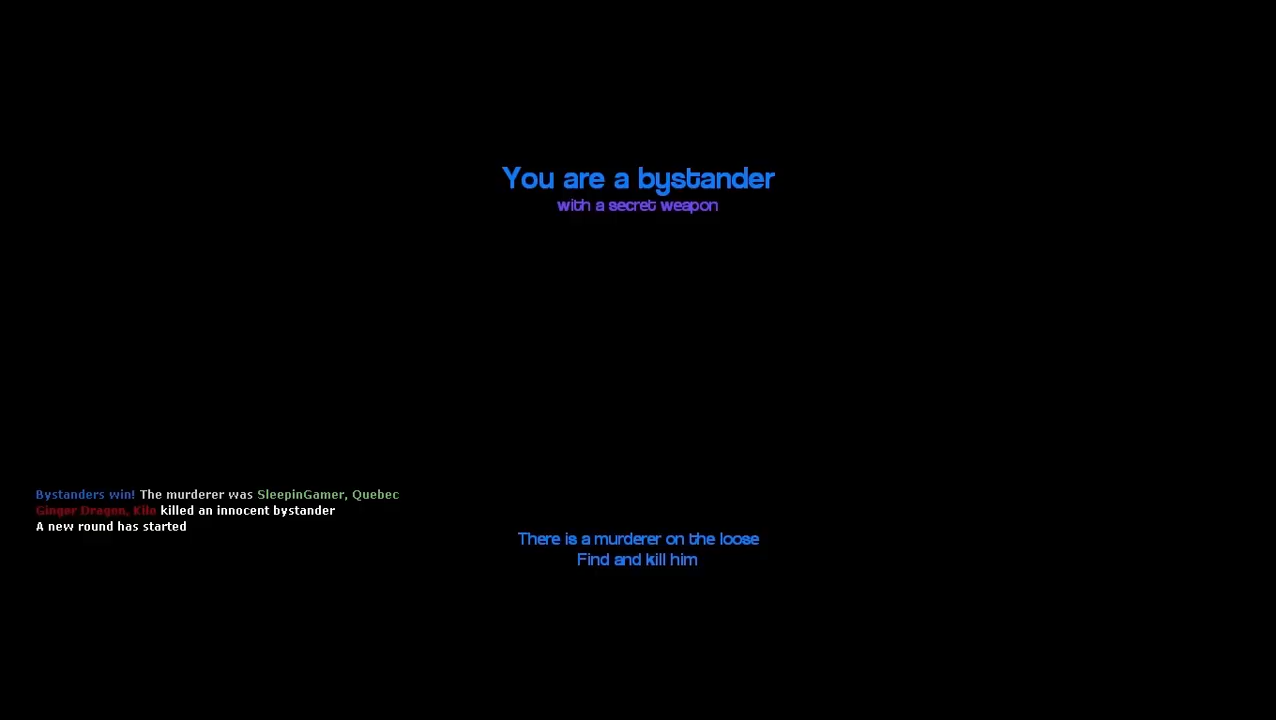 You are a bystander
with a secret weapon
Bystanders win! The murderer was SleepinGamer, Quebec
Ginger Dragon, Kilo killed an innocent bystander
A new round has started
There is a murderer on the loose
Find and kill him